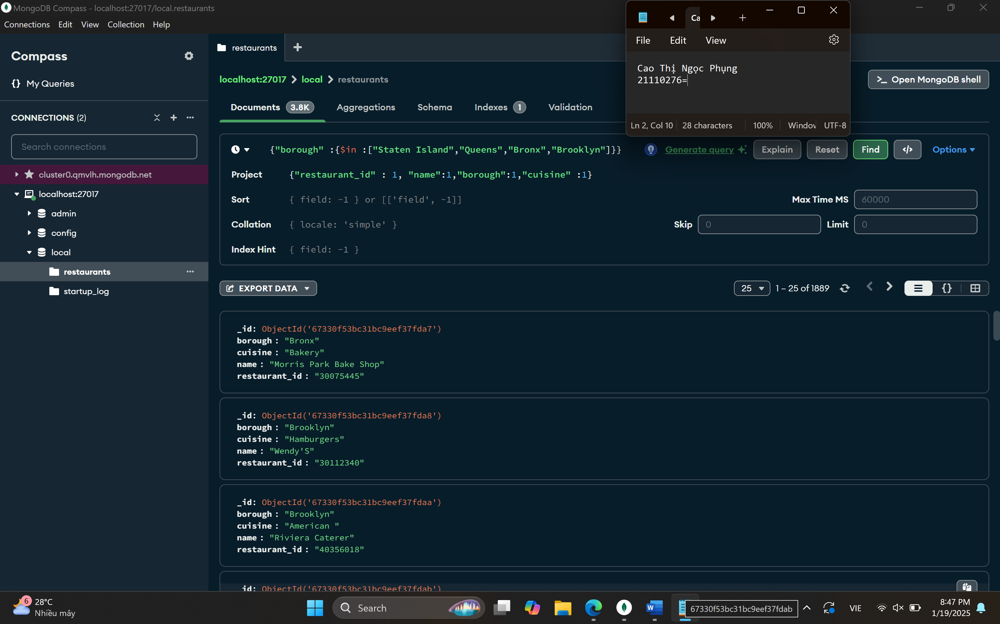 MongoDB Compass - localhost:27017/local.restaurants
Connections Edit View Collection Help
Compass
{} My Queries
CONNECTIONS (2)
Search connections
cluster0.qmvlh.mongodb.net
localhost:27017
admin
config
local
restaurants
startup_log
restaurants
localhost:27017 > local > restaurants
>_ Open MongoDB shell
Documents 3.8K Aggregations Schema Indexes 1 Validation
Ca
File Edit View
Cao Thị Ngọc Phụng
21110276=
Ln 2, Col 10 28 characters 100% Window UTF-8
{"borough" :{$in :["Staten Island","Queens","Bronx","Brooklyn"]}}
Generate query Explain Reset Find </> Options
Project {"restaurant_id" : 1, "name":1,"borough":1,"cuisine" :1}
Sort { field: -1 } or [['field', -1]]
Max Time MS 60000
Collation { locale: 'simple' }
Skip 0 Limit 0
Index Hint { field: -1 }
EXPORT DATA
25 1 – 25 of 1889 {}
_id: ObjectId('67330f53bc31bc9eef37fda7')
borough : "Bronx"
cuisine : "Bakery"
name : "Morris Park Bake Shop"
restaurant_id : "30075445"
_id: ObjectId('67330f53bc31bc9eef37fda8')
borough : "Brooklyn"
cuisine : "Hamburgers"
name : "Wendy'S"
restaurant_id : "30112340"
_id: ObjectId('67330f53bc31bc9eef37fdaa')
borough : "Brooklyn"
cuisine : "American "
name : "Riviera Caterer"
restaurant_id : "40356018"
_id: ObjectId('67330f53bc31bc9eef37fdab')
6
28°C
Nhiều mây
Search
W
67330f53bc31bc9eef37fdab
VIE
8:47 PM
1/19/2025